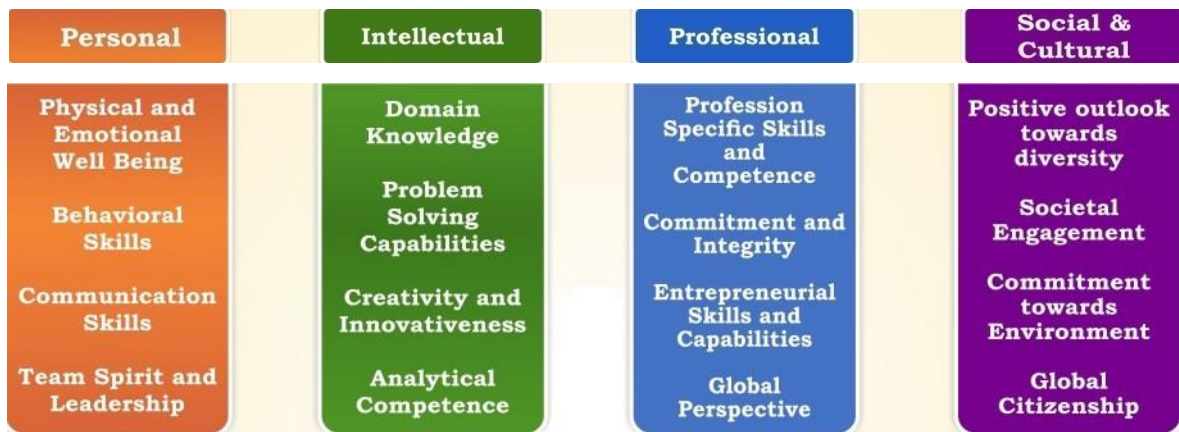 Personal
Physical and
Emotional
Well Being
Behavioral
Skills
Communication
Skills
Team Spirit and
Leadership
Intellectual
Domain
Knowledge
Problem
Solving
Capabilities
Creativity and
Innovativeness
Analytical
Competence
Professional
Profession
Specific Skills
and
Competence
Commitment and
Integrity
Entrepreneurial
Skills and
Capabilities
Global
Perspective
Social &
Cultural
Positive outlook
towards
diversity
Societal
Engagement
Commitment
towards
Environment
Global
Citizenship